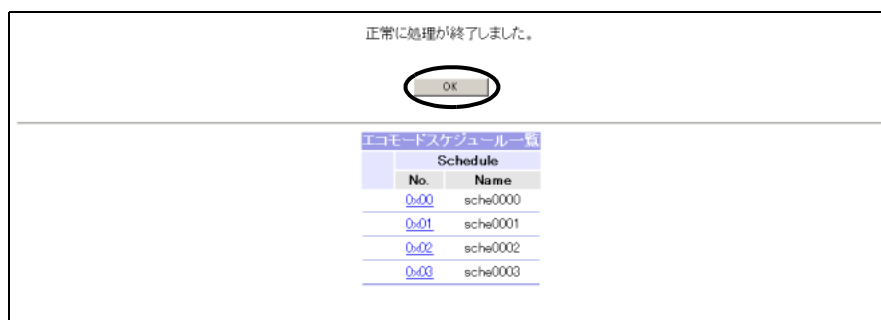 正常に処理が終了しました。
OK
エコモードスケジュール一覧
Schedule
No. Name
0x00 sche0000
0x01 sche0001
0x02 sche0002
0x03 sche0003